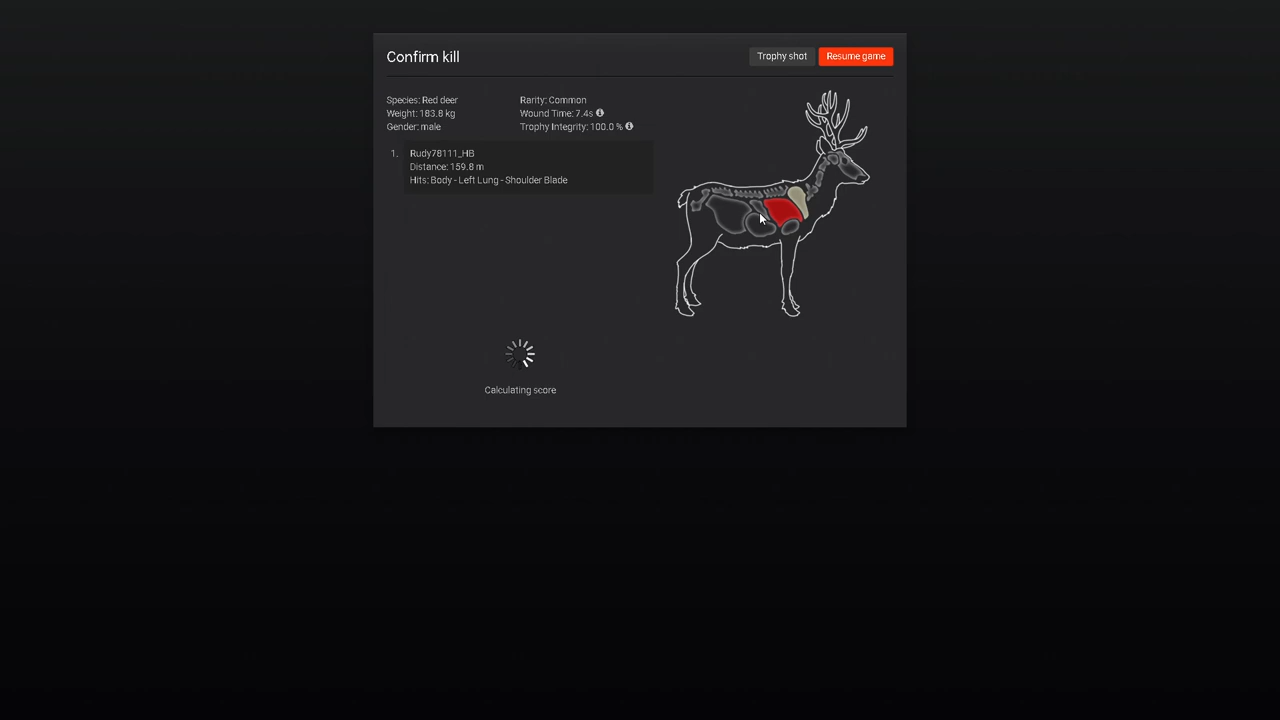 Confirm kill
Trophy shot
Resume game
Species: Red deer
Weight: 183.8 kg
Gender: male
Rarity: Common
Wound Time: 7.4s
Trophy Integrity: 100.0 %
1.
Rudy78111_HB
Distance: 159.8 m
Hits: Body - Left Lung - Shoulder Blade
Calculating score